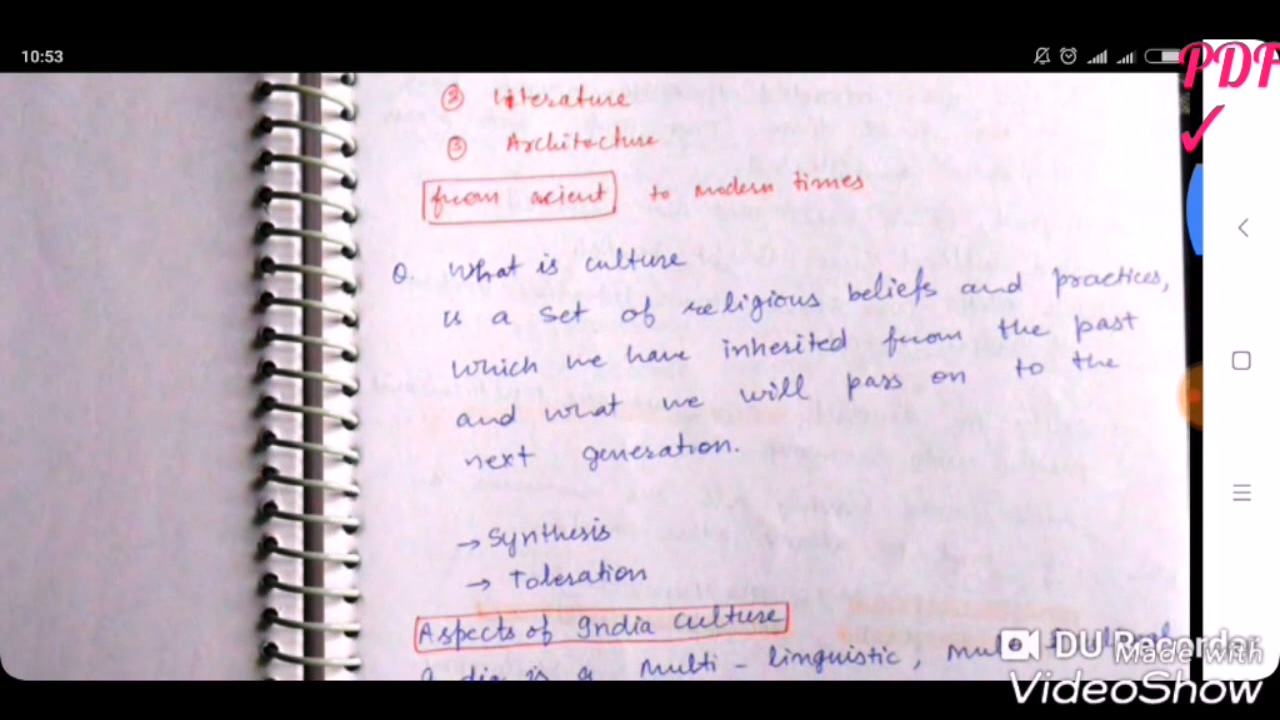 10:53
PDF
② Literature
③ Architecture
from acient to modern times
Q. What is culture
is a set of religious beliefs and practices,
which we have inherited from the past
and what we will pass on to the
next generation.
→ Synthesis
→ Toleration
Aspects of India culture
India is a multi-linguistic,
DU Recorder
Made with
VideoShow